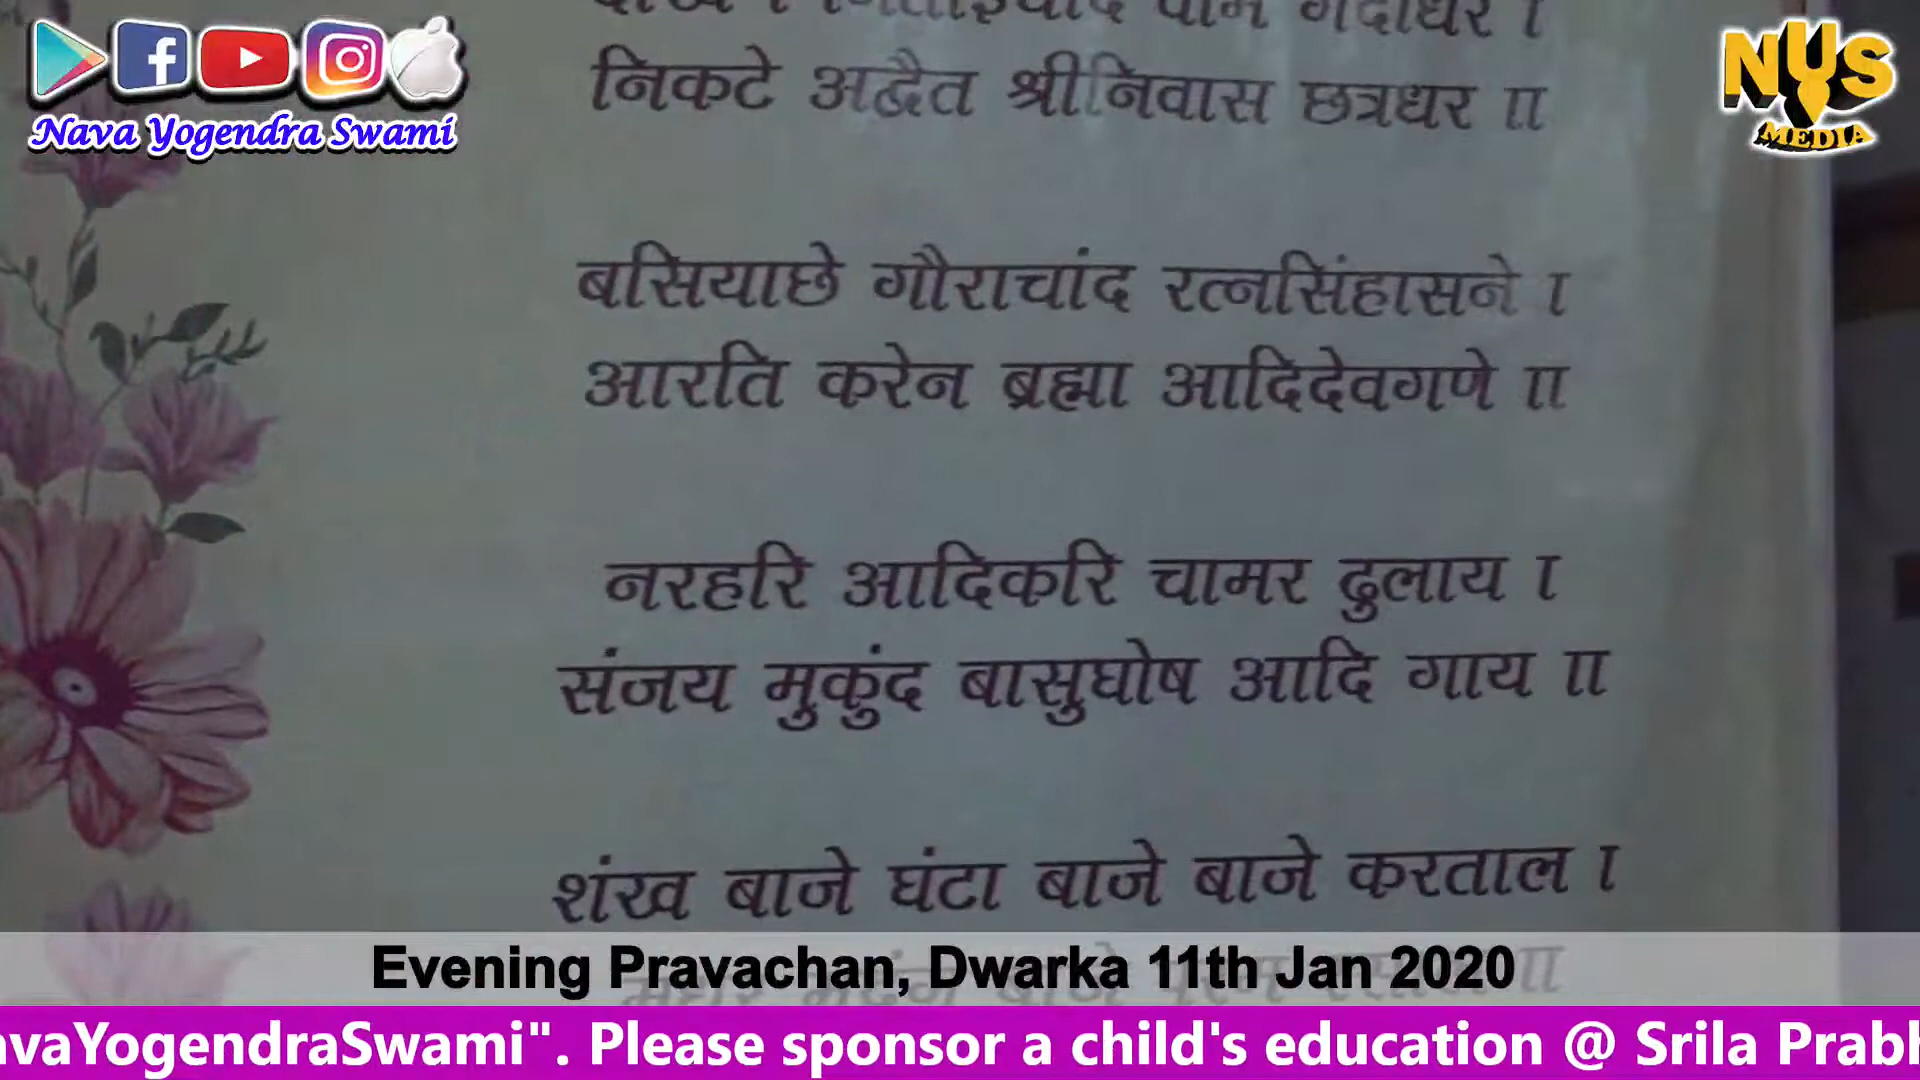 निकटे अद्वैत श्रीनिवास छत्रधर ॥
बसियाछे गौराचांद रत्नसिंहासने ।
आरति करेन ब्रह्मा आदिदेवगणे ॥
नरहरि आदिकरि चामर ढुलाय ।
संजय मुकुंद बासुघोष आदि गाय ॥
शंख बाजे घंटा बाजे बाजे करताल ।
Nava Yogendra Swami
NYS
MEDIA
Evening Pravachan, Dwarka 11th Jan 2020
avaYogendraSwami". Please sponsor a child's education @ Srila Prabh